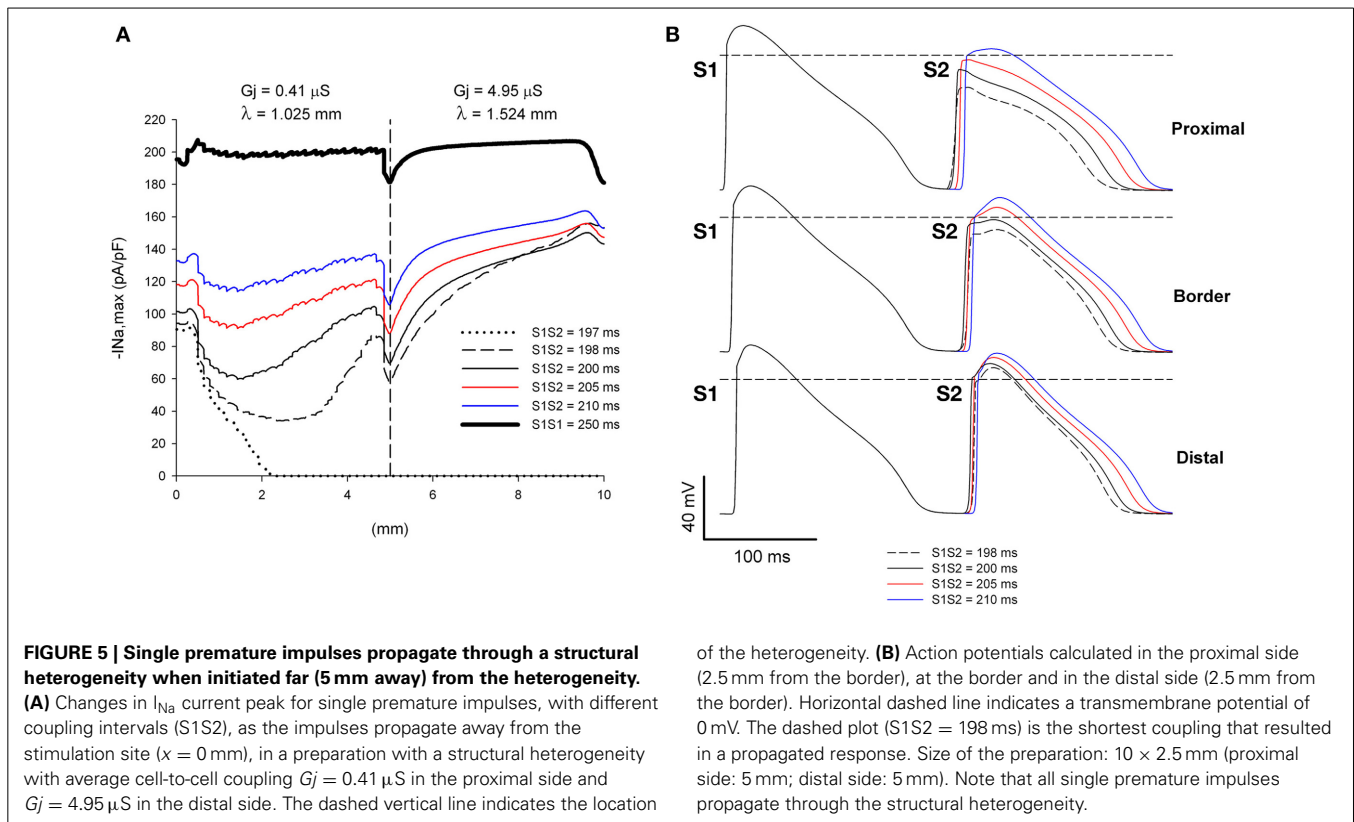 A
Gj = 0.41 μS
λ = 1.025 mm
Gj = 4.95 μS
λ = 1.524 mm
220
200
180
160
140
120
100
80
60
40
20
0
-INa,max (pA/pF)
0
2
4
6
8
10
(mm)
S1S2 = 197 ms
S1S2 = 198 ms
S1S2 = 200 ms
S1S2 = 205 ms
S1S2 = 210 ms
S1S1 = 250 ms
B
S1
S2
Proximal
S1
S2
Border
S1
S2
Distal
40 mV
100 ms
S1S2 = 198 ms
S1S2 = 200 ms
S1S2 = 205 ms
S1S2 = 210 ms
FIGURE 5 | Single premature impulses propagate through a structural
heterogeneity when initiated far (5 mm away) from the heterogeneity.
(A) Changes in INa current peak for single premature impulses, with different
coupling intervals (S1S2), as the impulses propagate away from the
stimulation site (x = 0 mm), in a preparation with a structural heterogeneity
with average cell-to-cell coupling Gj = 0.41 μS in the proximal side and
Gj = 4.95 μS in the distal side. The dashed vertical line indicates the location
of the heterogeneity. (B) Action potentials calculated in the proximal side
(2.5 mm from the border), at the border and in the distal side (2.5 mm from
the border). Horizontal dashed line indicates a transmembrane potential of
0 mV. The dashed plot (S1S2 = 198 ms) is the shortest coupling that resulted
in a propagated response. Size of the preparation: 10 × 2.5 mm (proximal
side: 5 mm; distal side: 5 mm). Note that all single premature impulses
propagate through the structural heterogeneity.